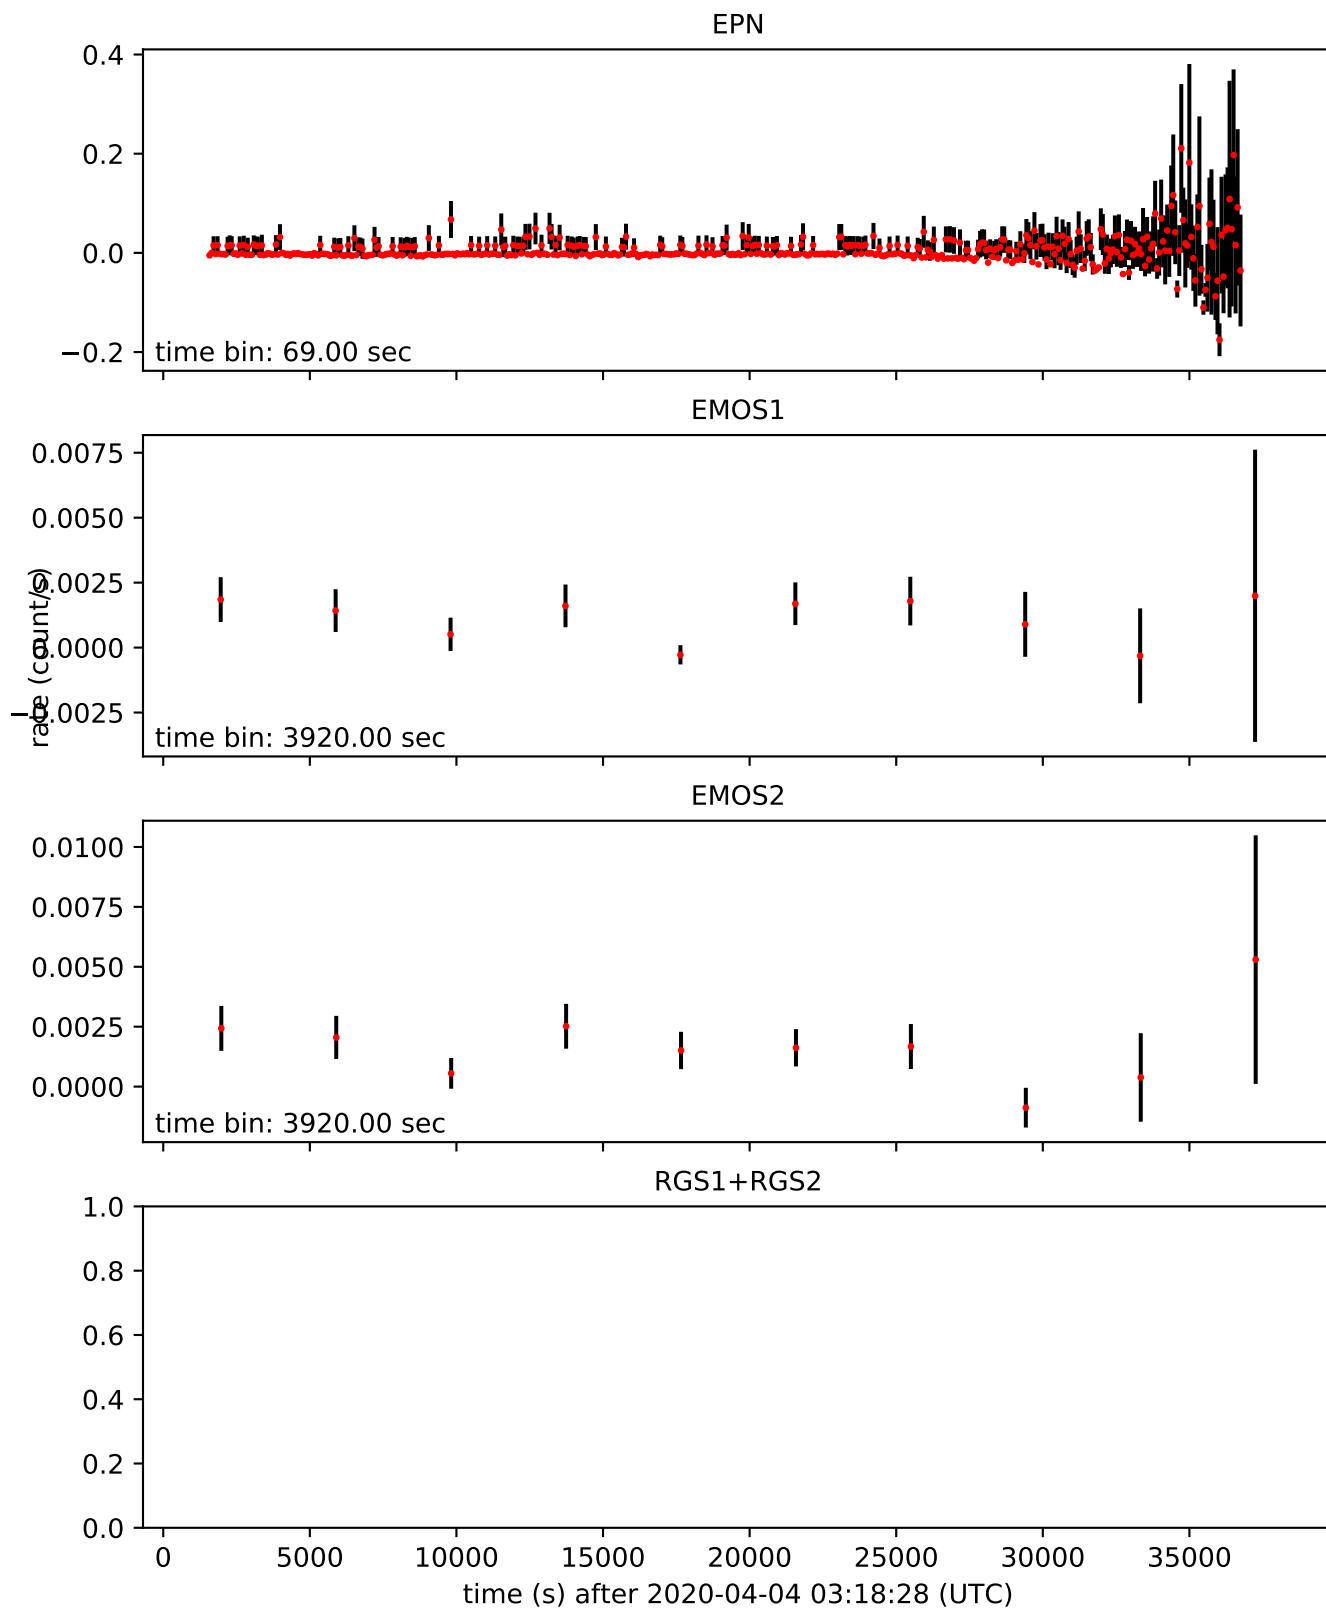 EPN
0.4
0.2
0.0
−0.2
time bin: 69.00 sec
EMOS1
0.0075
0.0050
0.0025
0.0000
−0.0025
rate (count/s)
time bin: 3920.00 sec
EMOS2
0.0100
0.0075
0.0050
0.0025
0.0000
time bin: 3920.00 sec
RGS1+RGS2
1.0
0.8
0.6
0.4
0.2
0.0
0 5000 10000 15000 20000 25000 30000 35000
time (s) after 2020-04-04 03:18:28 (UTC)